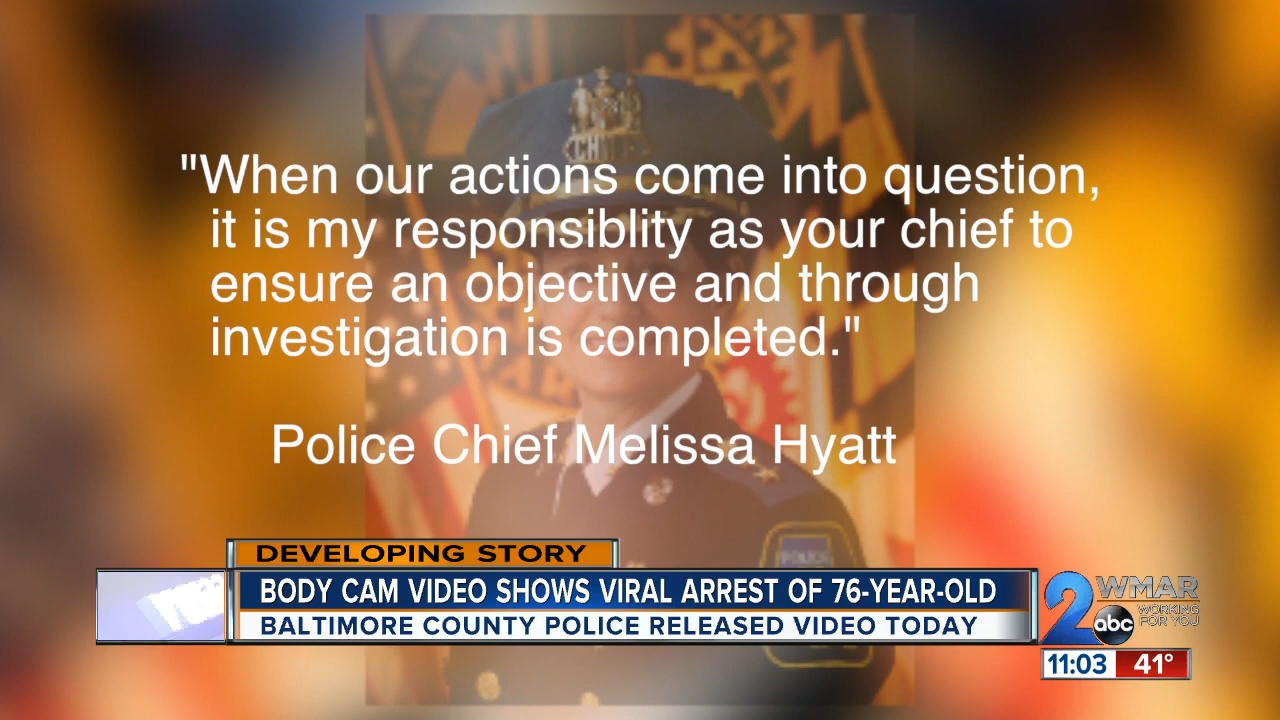 "When our actions come into question,
it is my responsiblity as your chief to
ensure an objective and through
investigation is completed."
Police Chief Melissa Hyatt
DEVELOPING STORY
BODY CAM VIDEO SHOWS VIRAL ARREST OF 76-YEAR-OLD
BALTIMORE COUNTY POLICE RELEASED VIDEO TODAY
2 WMAR
abc
WORKING
FOR YOU
11:03 41°
POLICE